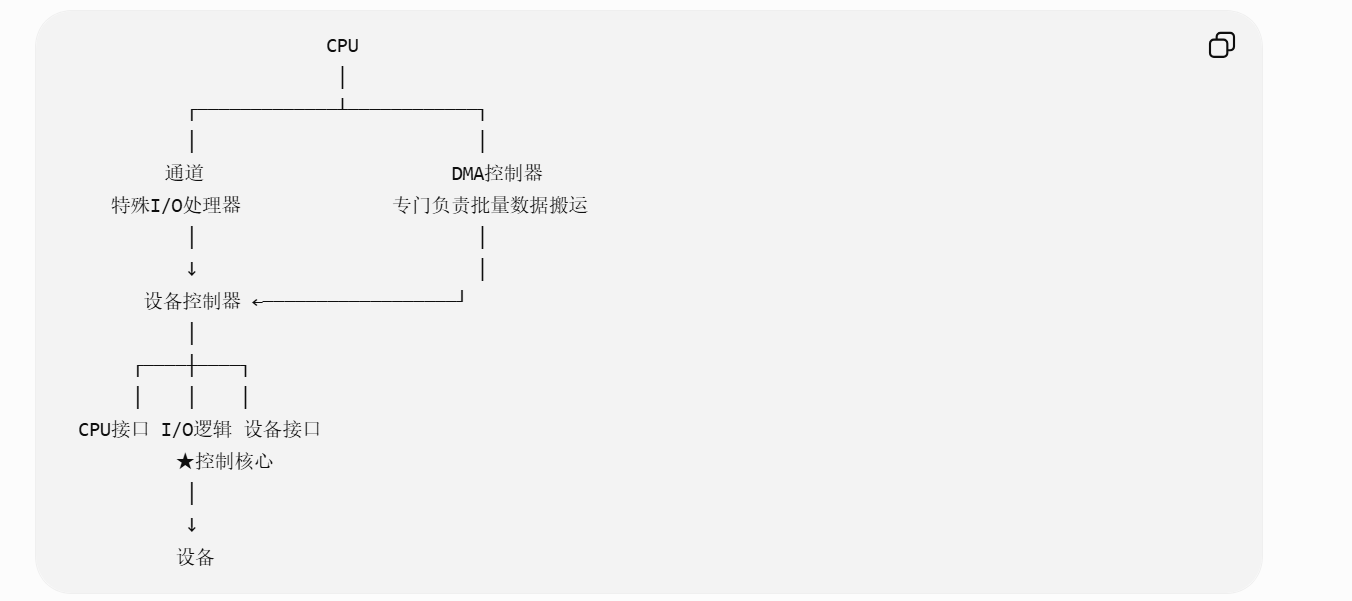 CPU
通道 DMA控制器
特殊I/O处理器 专门负责批量数据搬运
↓
设备控制器 ←
CPU接口 I/O逻辑 设备接口
★控制核心
↓
设备